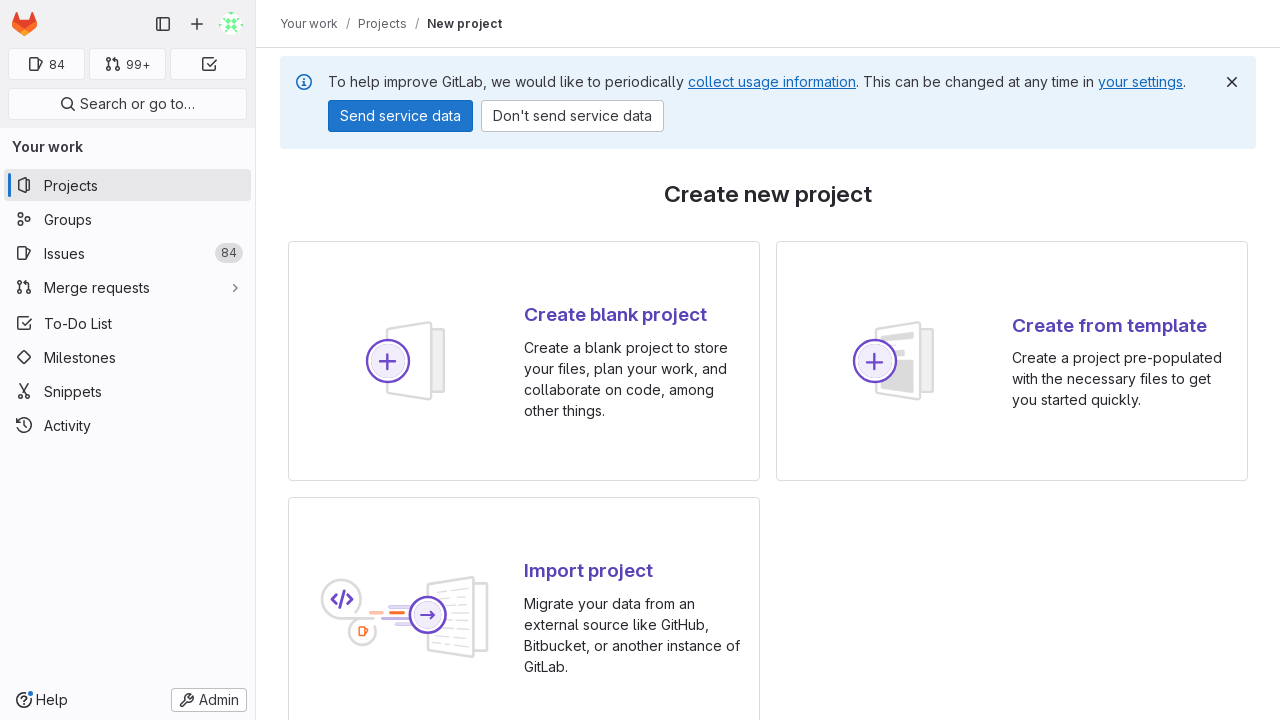 Your work / Projects / New project
84
99+
Search or go to…
Your work
Projects
Groups
Issues
84
Merge requests
To-Do List
Milestones
Snippets
Activity
Help
Admin
To help improve GitLab, we would like to periodically collect usage information. This can be changed at any time in your settings.
Send service data
Don't send service data
Create new project
Create blank project
Create a blank project to store
your files, plan your work, and
collaborate on code, among
other things.
Create from template
Create a project pre-populated
with the necessary files to get
you started quickly.
Import project
Migrate your data from an
external source like GitHub,
Bitbucket, or another instance of
GitLab.